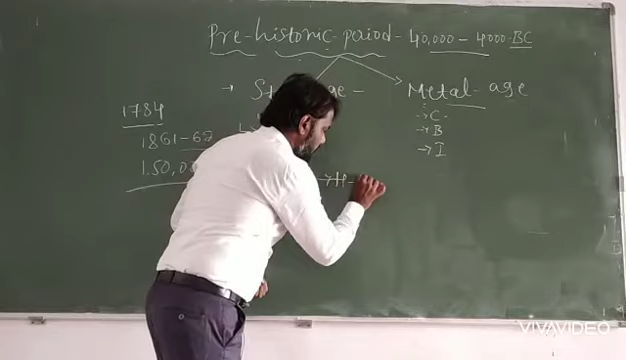 Pre-historic-period - 40,000 - 4000-BC
→ Metal-age
1784
→ C
1861-62 → B
→ I
VIVAVIDEO